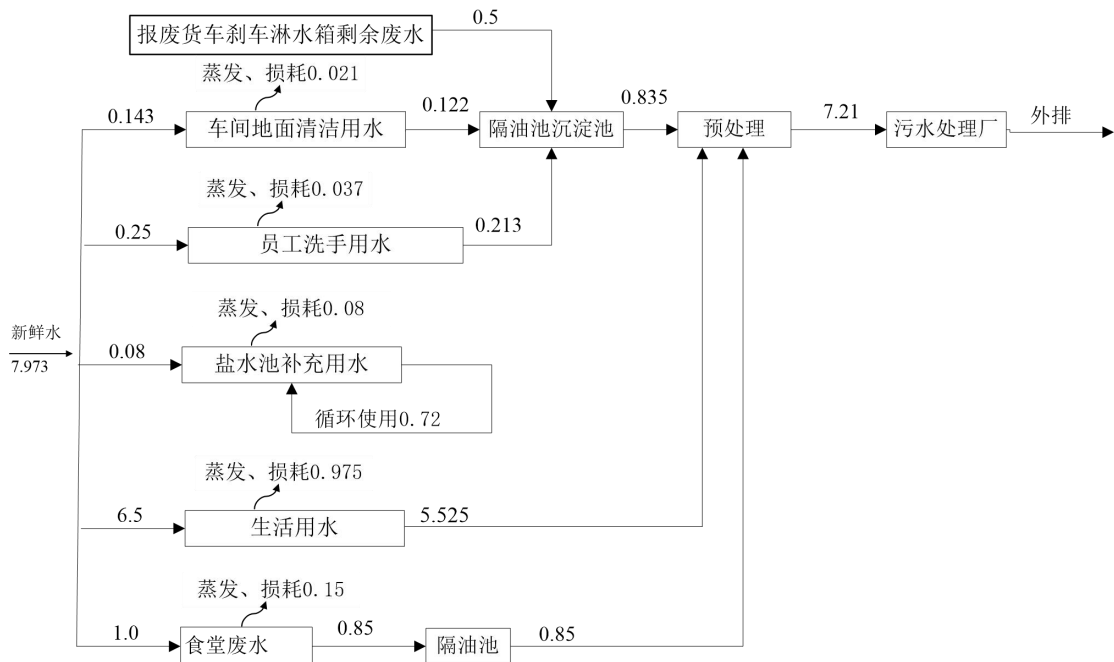 报废货车刹车淋水箱剩余废水
0.5
蒸发、损耗0.021
0.143
车间地面清洁用水
0.122
隔油池沉淀池
0.835
预处理
7.21
污水处理厂
外排
蒸发、损耗0.037
0.25
员工洗手用水
0.213
新鲜水
7.973
蒸发、损耗0.08
0.08
盐水池补充用水
循环使用0.72
蒸发、损耗0.975
6.5
生活用水
5.525
蒸发、损耗0.15
1.0
食堂废水
0.85
隔油池
0.85